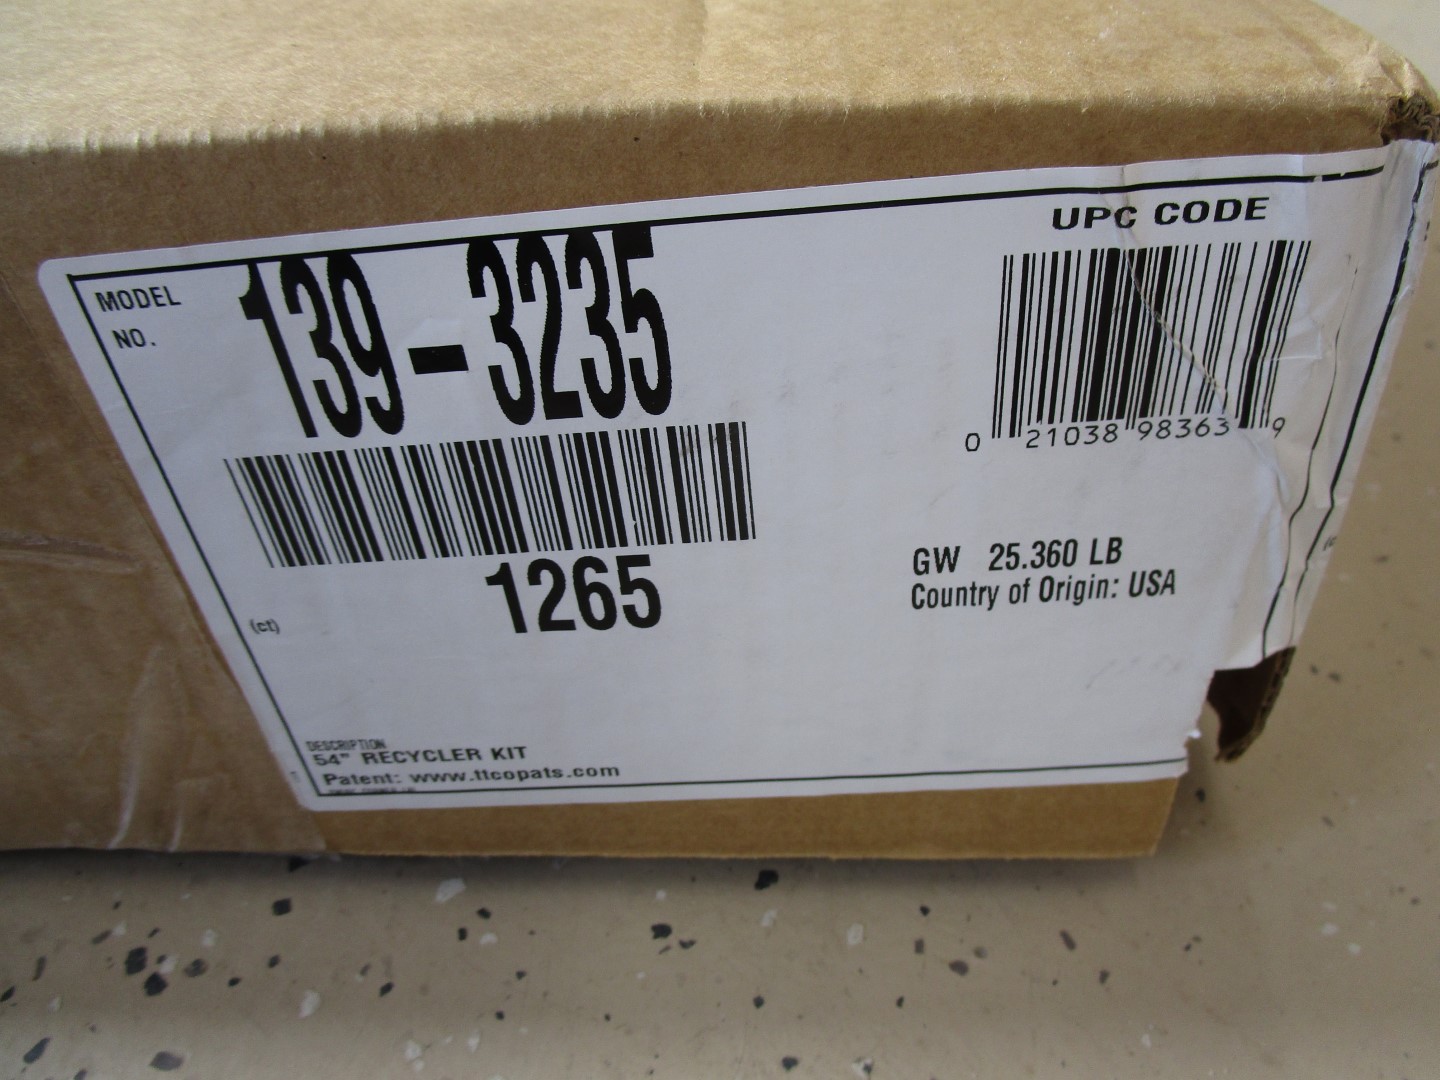 MODEL
NO.
139-3235
1265
(ct)
UPC CODE
0 21038 98363 9
GW 25.360 LB
Country of Origin: USA
DESCRIPTION
54" RECYCLER KIT
Patent: www.ttcopats.com